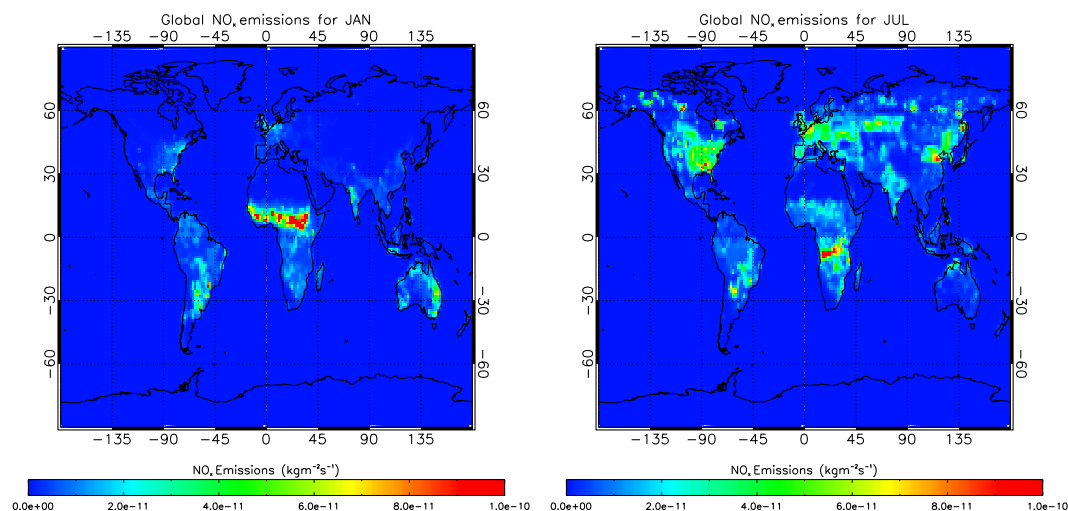 Global NOₓ emissions for JAN
−135 −90 −45 0 45 90 135
60 60
30 30
0 0
−30 −30
−60 −60
−135 −90 −45 0 45 90 135
NOₓ Emissions (kgm⁻²s⁻¹)
0.0e+00 2.0e−11 4.0e−11 6.0e−11 8.0e−11 1.0e−10
Global NOₓ emissions for JUL
−135 −90 −45 0 45 90 135
60 60
30 30
0 0
−30 −30
−60 −60
−135 −90 −45 0 45 90 135
NOₓ Emissions (kgm⁻²s⁻¹)
0.0e+00 2.0e−11 4.0e−11 6.0e−11 8.0e−11 1.0e−10